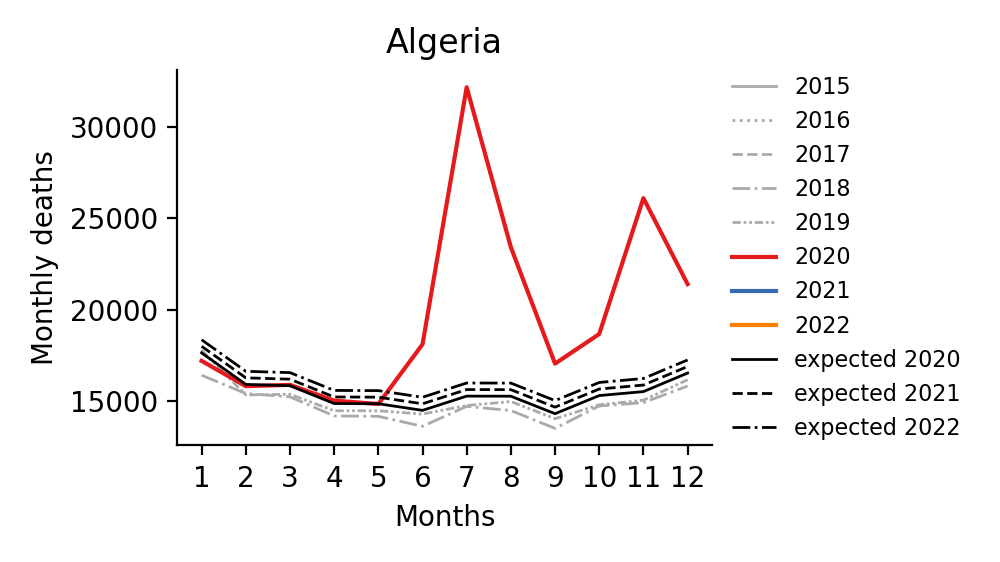 Algeria
Monthly deaths
30000
25000
20000
15000
1 2 3 4 5 6 7 8 9 10 11 12
Months
2015
2016
2017
2018
2019
2020
2021
2022
expected 2020
expected 2021
expected 2022